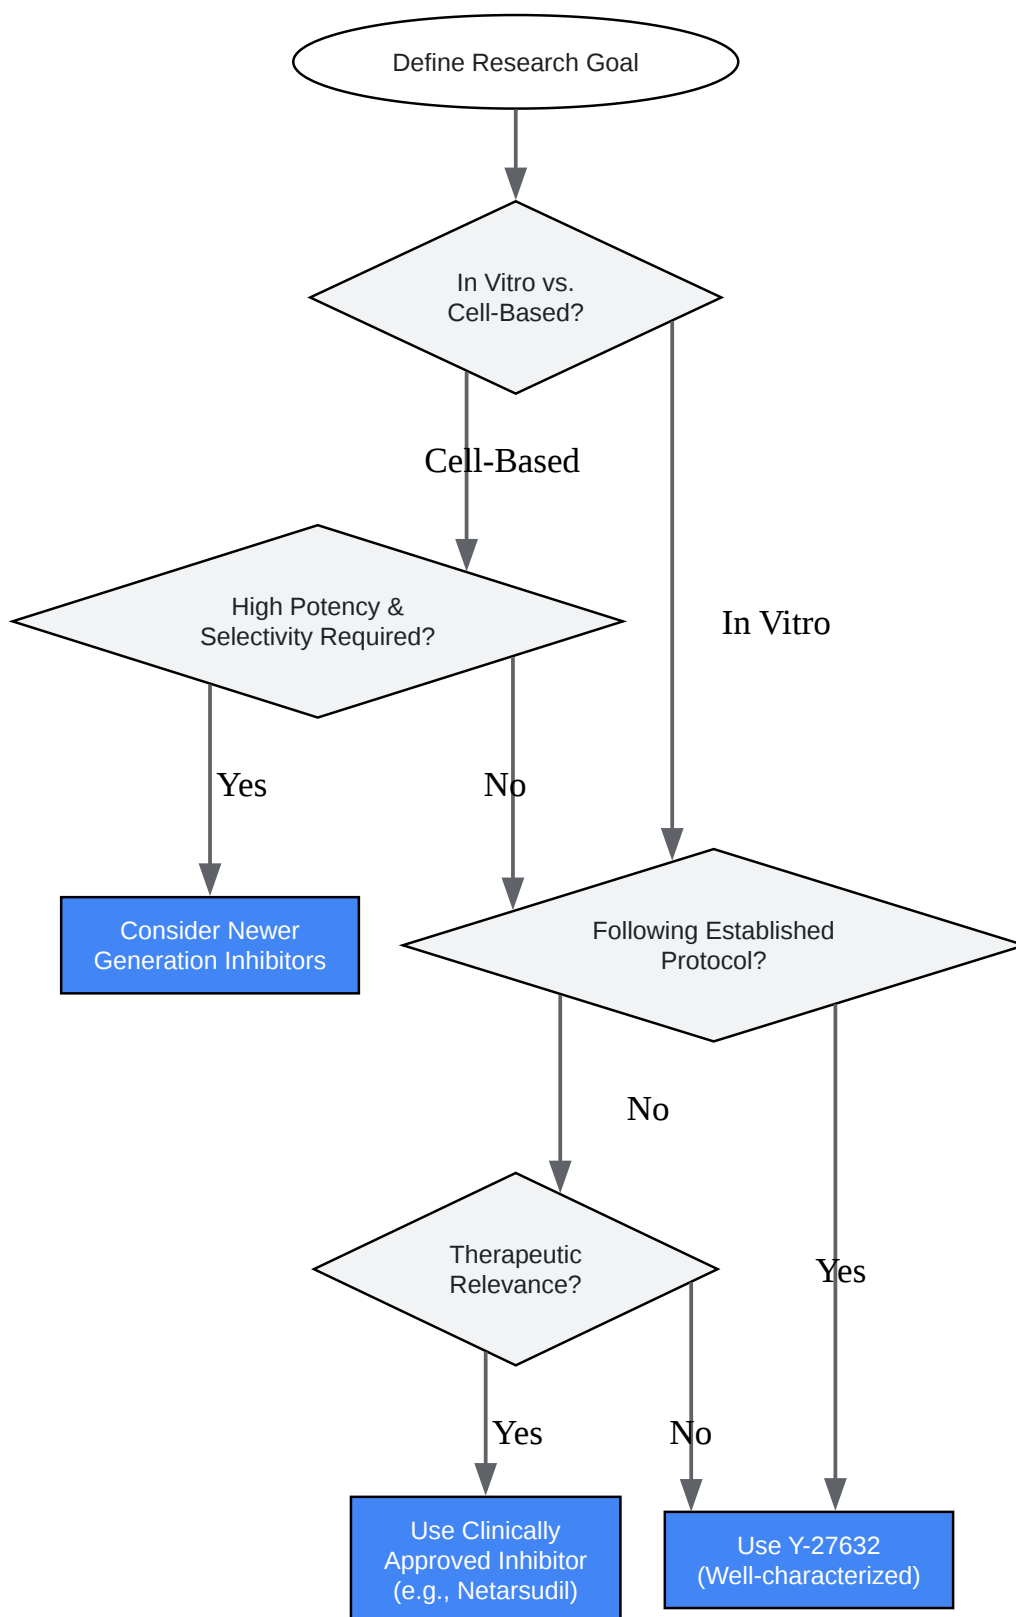 Define Research Goal
In Vitro vs.
Cell-Based?
Cell-Based
High Potency &
Selectivity Required?
In Vitro
Yes
No
Consider Newer
Generation Inhibitors
Following Established
Protocol?
No
Therapeutic
Relevance?
Yes
Yes
No
Use Clinically
Approved Inhibitor
(e.g., Netarsudil)
Use Y-27632
(Well-characterized)